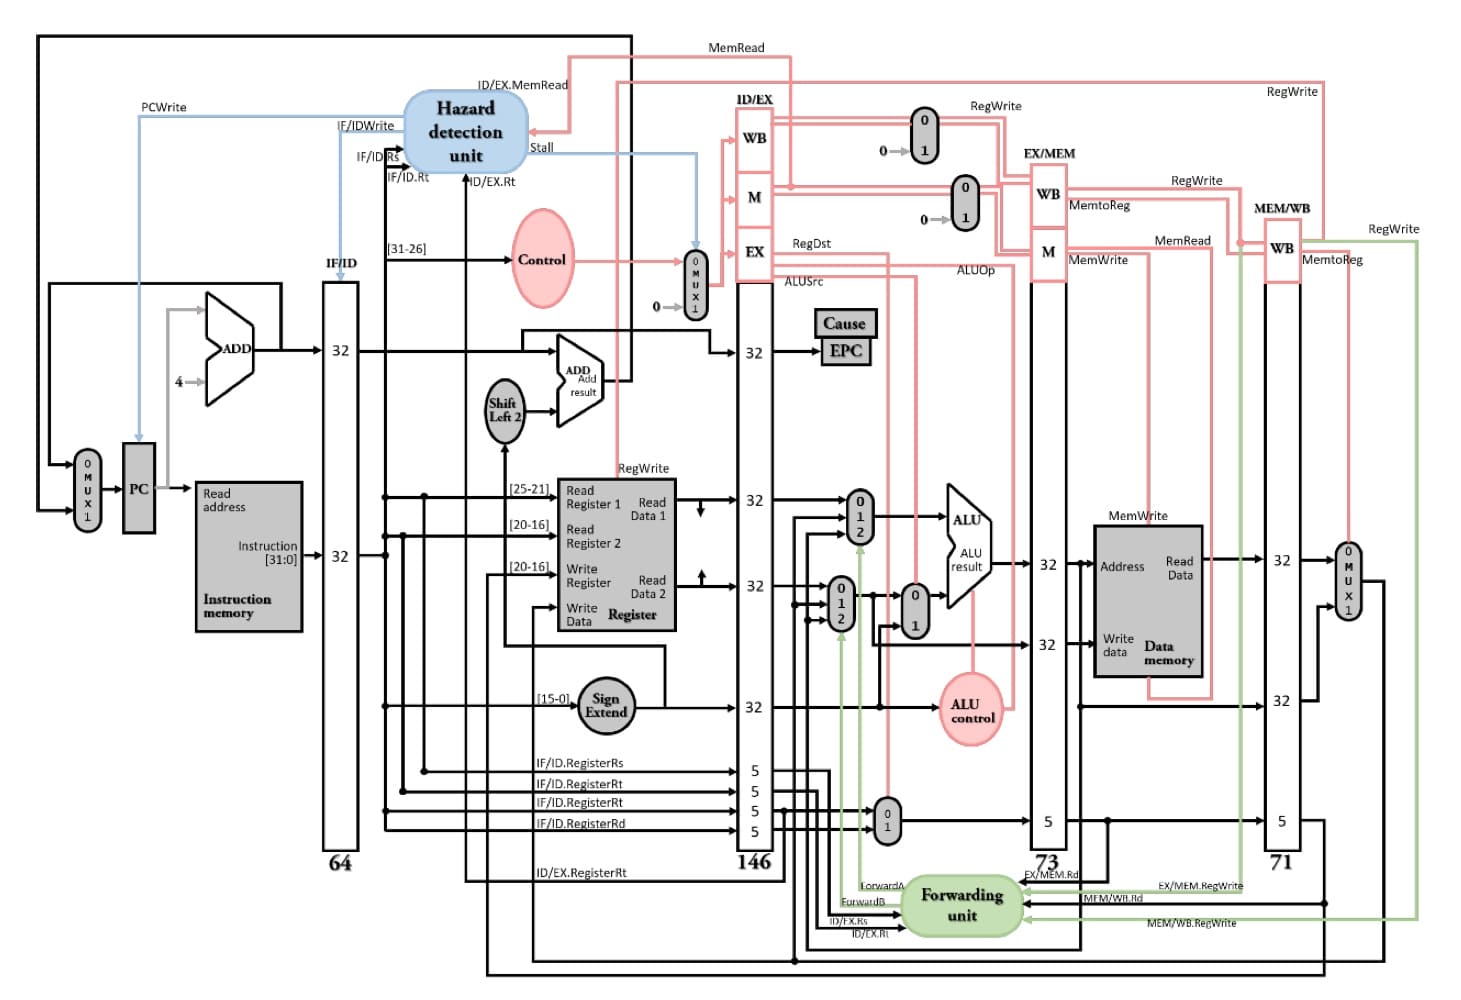 MemRead
ID/EX.MemRead
RegWrite
PCWrite
Hazard
detection
unit
ID/EX
RegWrite
IF/IDWrite
WB
0
1
0
Stall
IF/ID.Rs
IF/ID.Rt
ID/EX.Rt
EX/MEM
RegWrite
M
0
1
0
WB
MemtoReg
MEM/WB
RegWrite
[31-26]
Control
0
M
U
X
1
0
EX
RegDst
ALUSrc
ALUOp
M
MemRead
MemWrite
WB
MemtoReg
IF/ID
Cause
EPC
ADD
4
32
32
ADD
Add
result
Shift
Left 2
0
M
U
X
1
PC
Read
address
Instruction
[31:0]
Instruction
memory
32
RegWrite
[25-21]
[20-16]
[20-16]
Read
Register 1
Read
Data 1
Read
Register 2
Write
Register
Read
Data 2
Write
Data
Register
32
32
0
1
2
0
1
2
0
1
ALU
ALU
result
32
32
MemWrite
Address
Read
Data
Write
data
Data
memory
32
32
0
M
U
X
1
[15-0]
Sign
Extend
32
ALU
control
IF/ID.RegisterRs
IF/ID.RegisterRt
IF/ID.RegisterRt
IF/ID.RegisterRd
5
5
5
5
0
1
5
5
64
146
73
71
ID/EX.RegisterRt
EX/MEM.Rd
ForwardA
ForwardB
Forwarding
unit
EX/MEM.RegWrite
MEM/WB.Rd
ID/EX.Rs
ID/EX.Rt
MEM/WB.RegWrite